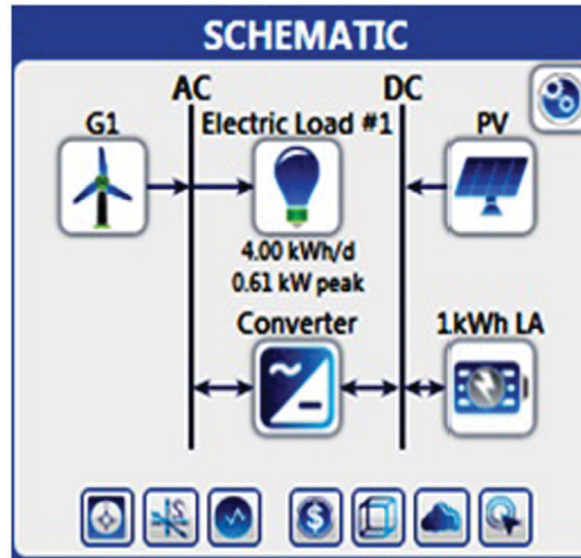 SCHEMATIC
AC DC
G1 Electric Load #1 PV
4.00 kWh/d
0.61 kW peak
Converter 1kWh LA
S
$